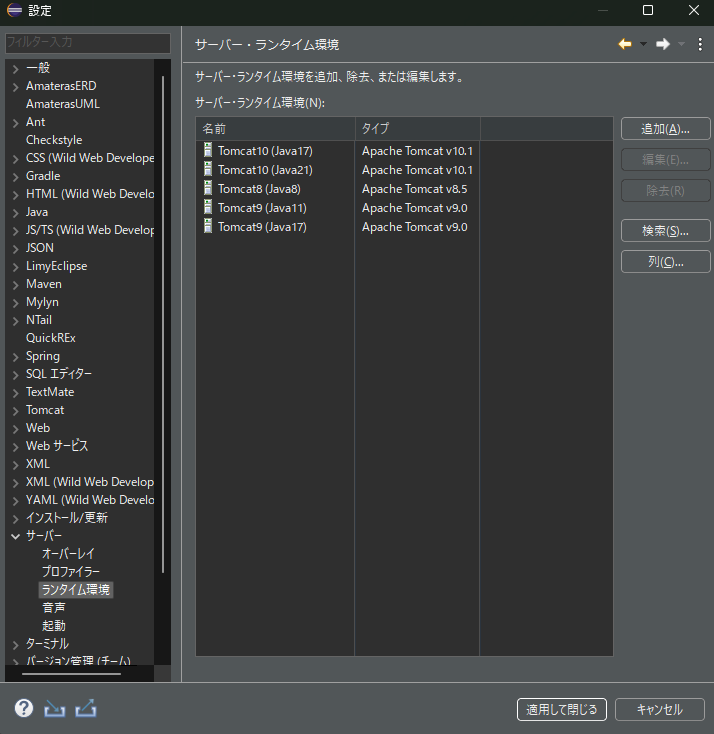 設定
フィルター入力
一般
AmaterasERD
AmaterasUML
Ant
Checkstyle
CSS (Wild Web Develope
Gradle
HTML (Wild Web Develo
Java
JS/TS (Wild Web Develop
JSON
LimyEclipse
Maven
Mylyn
NTail
QuickREx
Spring
SQL エディター
TextMate
Tomcat
Web
Web サービス
XML
XML (Wild Web Develop
YAML (Wild Web Develo
インストール/更新
サーバー
オーバーレイ
プロファイラー
ランタイム環境
音声
起動
ターミナル
バージョン管理 (チーム)
サーバー・ランタイム環境
サーバー・ランタイム環境を追加、除去、または編集します。
サーバー・ランタイム環境(N):
名前 タイプ
Tomcat10 (Java17) Apache Tomcat v10.1
Tomcat10 (Java21) Apache Tomcat v10.1
Tomcat8 (Java8) Apache Tomcat v8.5
Tomcat9 (Java11) Apache Tomcat v9.0
Tomcat9 (Java17) Apache Tomcat v9.0
追加(A)...
編集(E)...
除去(R)
検索(S)...
列(C)...
適用して閉じる
キャンセル